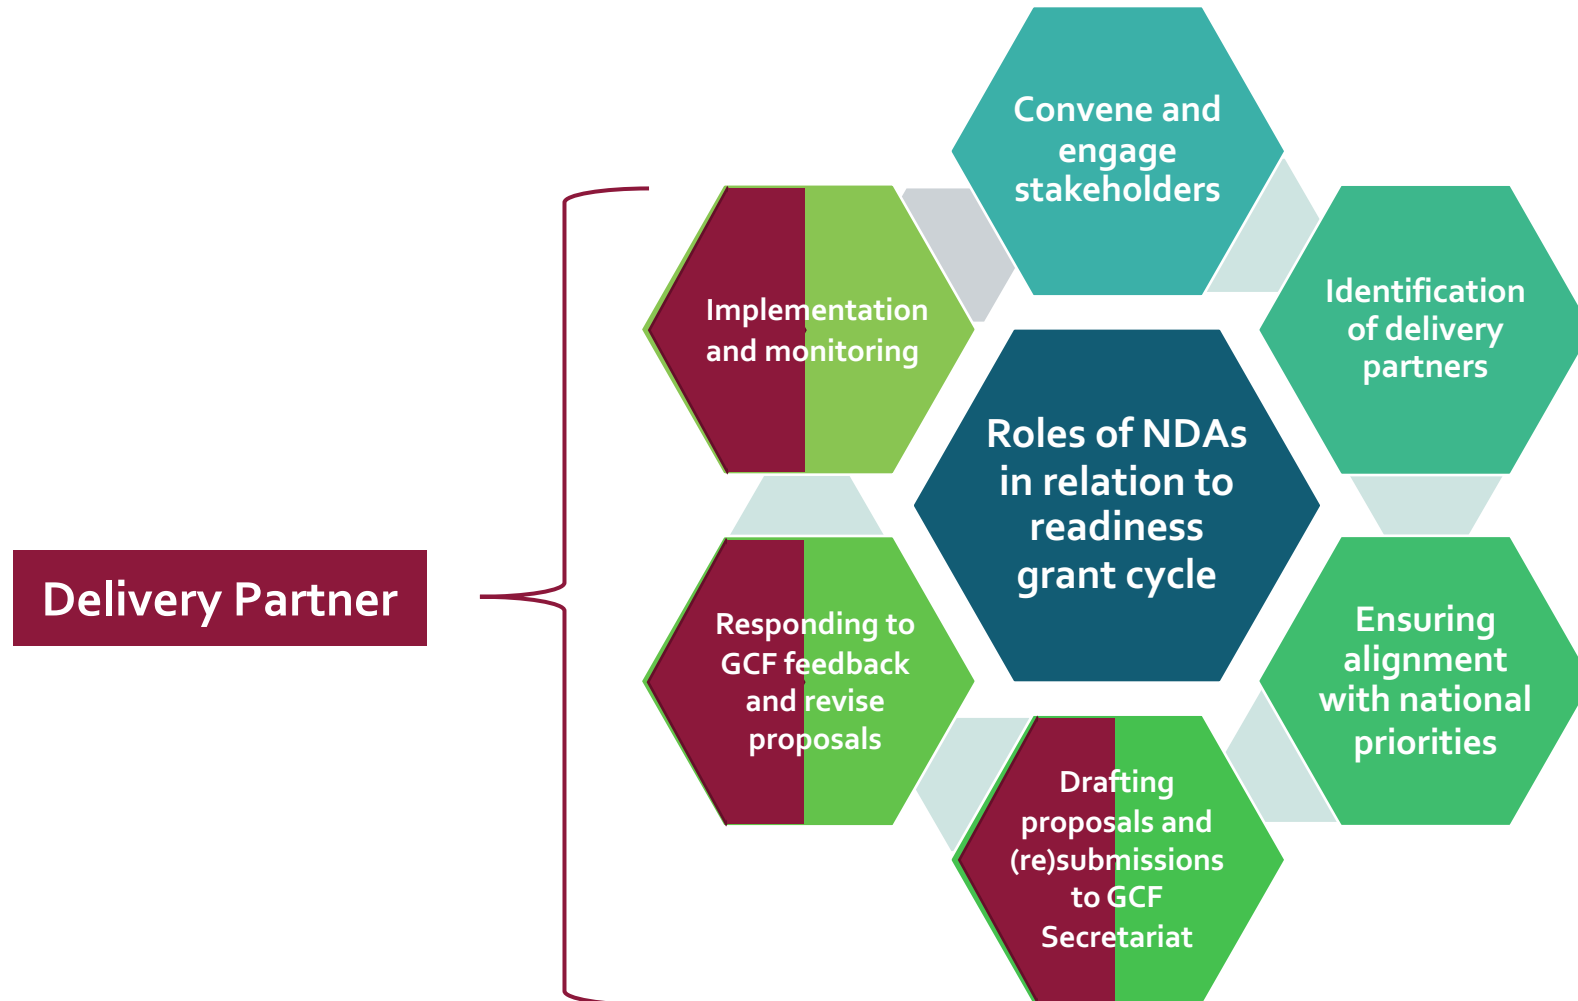 Convene and
engage
stakeholders
Identification
of delivery
partners
Ensuring
alignment
with national
priorities
Drafting
proposals and
(re)submissions
to GCF
Secretariat
Responding to
GCF feedback
and revise
proposals
Implementation
and monitoring
Roles of NDAs
in relation to
readiness
grant cycle
Delivery Partner